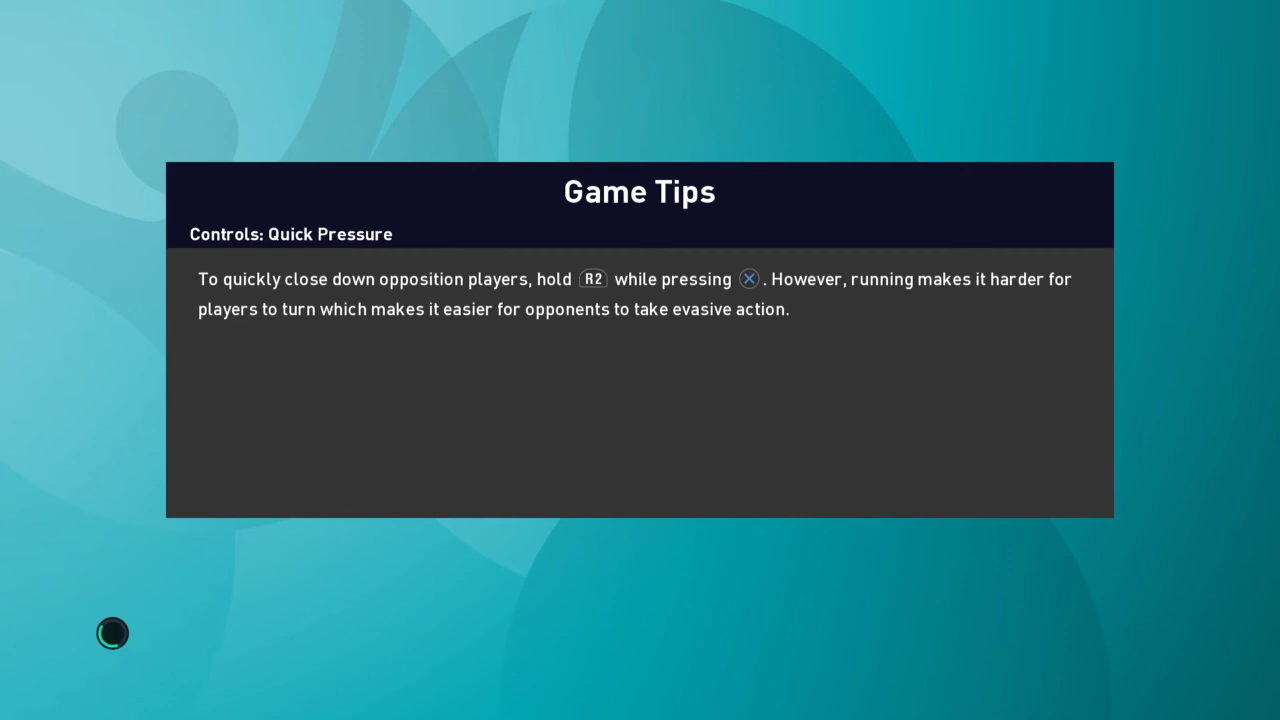 Game Tips
Controls: Quick Pressure
To quickly close down opposition players, hold R2 while pressing ✕. However, running makes it harder for
players to turn which makes it easier for opponents to take evasive action.